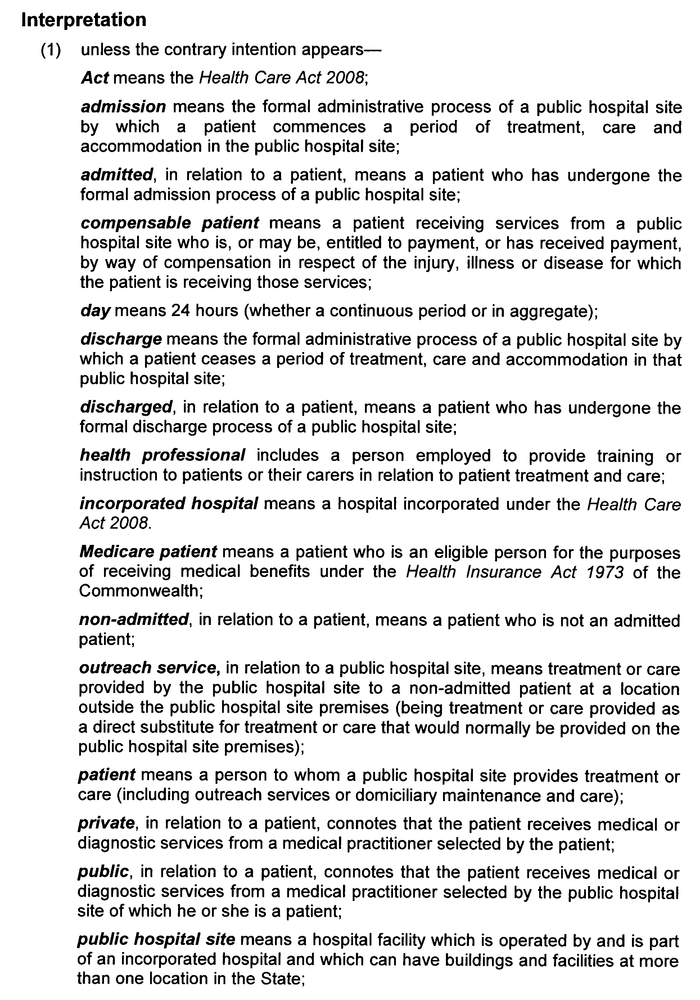 Interpretation
(1) unless the contrary intention appears—
Act means the Health Care Act 2008;
admission means the formal administrative process of a public hospital site
by which a patient commences a period of treatment, care and
accommodation in the public hospital site;
admitted, in relation to a patient, means a patient who has undergone the
formal admission process of a public hospital site;
compensable patient means a patient receiving services from a public
hospital site who is, or may be, entitled to payment, or has received payment,
by way of compensation in respect of the injury, illness or disease for which
the patient is receiving those services;
day means 24 hours (whether a continuous period or in aggregate);
discharge means the formal administrative process of a public hospital site by
which a patient ceases a period of treatment, care and accommodation in that
public hospital site;
discharged, in relation to a patient, means a patient who has undergone the
formal discharge process of a public hospital site;
health professional includes a person employed to provide training or
instruction to patients or their carers in relation to patient treatment and care;
incorporated hospital means a hospital incorporated under the Health Care
Act 2008.
Medicare patient means a patient who is an eligible person for the purposes
of receiving medical benefits under the Health Insurance Act 1973 of the
Commonwealth;
non-admitted, in relation to a patient, means a patient who is not an admitted
patient;
outreach service, in relation to a public hospital site, means treatment or care
provided by the public hospital site to a non-admitted patient at a location
outside the public hospital site premises (being treatment or care provided as
a direct substitute for treatment or care that would normally be provided on the
public hospital site premises);
patient means a person to whom a public hospital site provides treatment or
care (including outreach services or domiciliary maintenance and care);
private, in relation to a patient, connotes that the patient receives medical or
diagnostic services from a medical practitioner selected by the patient;
public, in relation to a patient, connotes that the patient receives medical or
diagnostic services from a medical practitioner selected by the public hospital
site of which he or she is a patient;
public hospital site means a hospital facility which is operated by and is part
of an incorporated hospital and which can have buildings and facilities at more
than one location in the State;